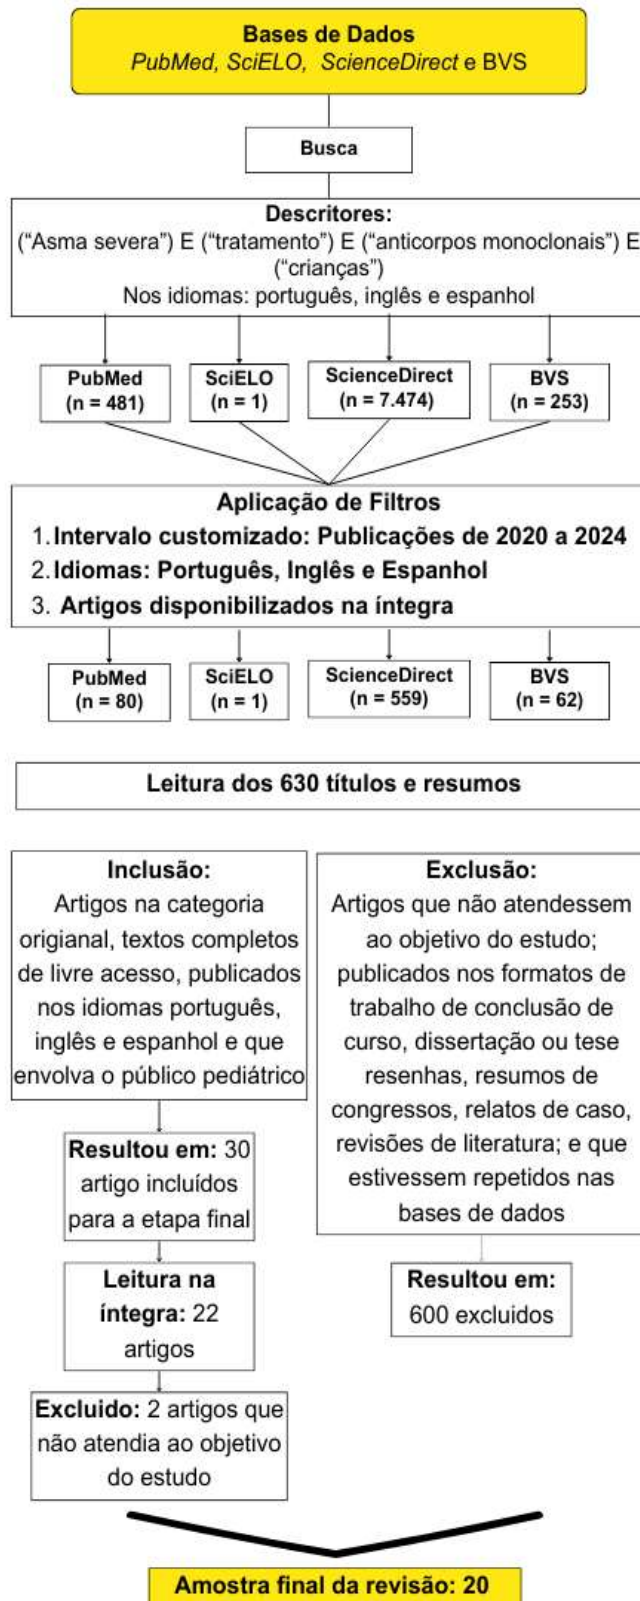 Bases de Dados
PubMed, SciELO, ScienceDirect e BVS
Busca
Descritores:
(“Asma severa”) E (“tratamento”) E (“anticorpos monoclonais”) E
(“crianças”)
Nos idiomas: português, inglês e espanhol
PubMed
(n = 481)
SciELO
(n = 1)
ScienceDirect
(n = 7.474)
BVS
(n = 253)
Aplicação de Filtros
1. Intervalo customizado: Publicações de 2020 a 2024
2. Idiomas: Português, Inglês e Espanhol
3. Artigos disponibilizados na íntegra
PubMed
(n = 80)
SciELO
(n = 1)
ScienceDirect
(n = 559)
BVS
(n = 62)
Leitura dos 630 títulos e resumos
Inclusão:
Artigos na categoria
origianal, textos completos
de livre acesso, publicados
nos idiomas português,
inglês e espanhol e que
envolva o público pediátrico
Resultou em: 30
artigo incluídos
para a etapa final
Leitura na
íntegra: 22
artigos
Excluido: 2 artigos que
não atendia ao objetivo
do estudo
Exclusão:
Artigos que não atendessem
ao objetivo do estudo;
publicados nos formatos de
trabalho de conclusão de
curso, dissertação ou tese
resenhas, resumos de
congressos, relatos de caso,
revisões de literatura; e que
estivessem repetidos nas
bases de dados
Resultou em:
600 excluidos
Amostra final da revisão: 20